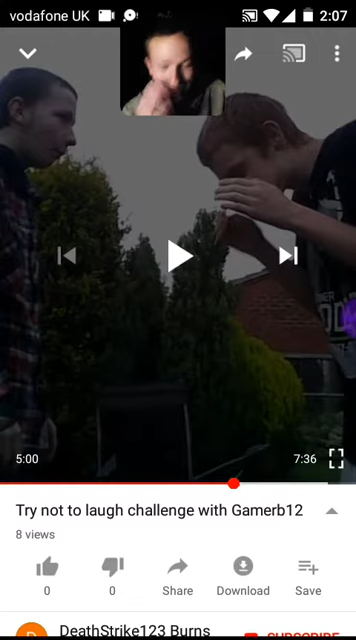 vodafone UK 2:07
5:00 7:36
Try not to laugh challenge with Gamerb12
8 views
0 0 Share Download Save
D DeathStrike123 Burns SUBSCRIBE